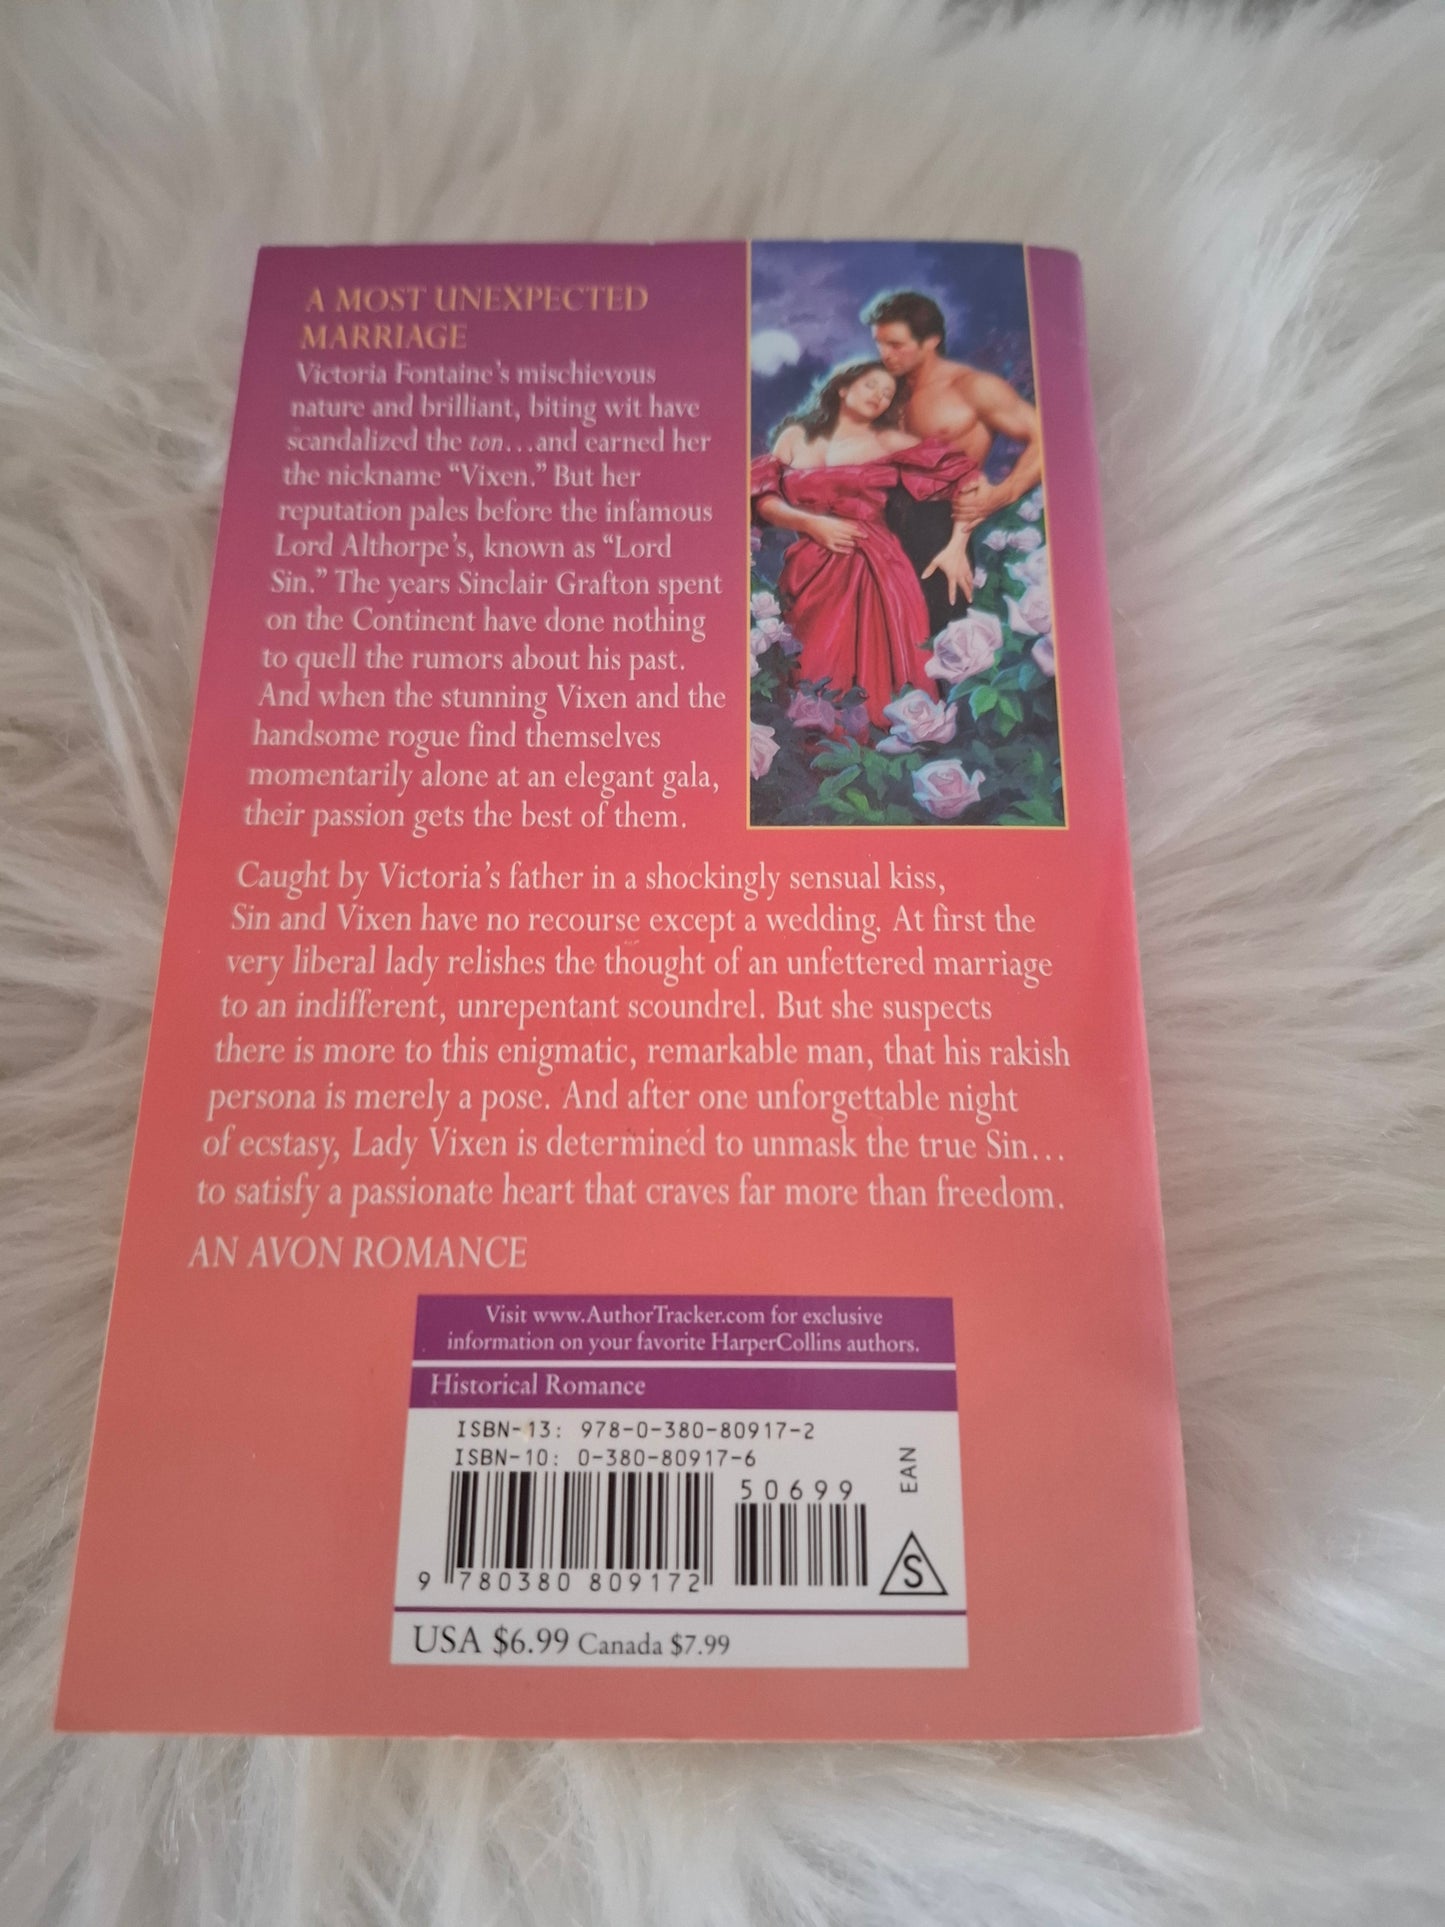 A MOST UNEXPECTED
MARRIAGE
Victoria Fontaine's mischievous
nature and brilliant, biting wit have
scandalized the ton...and earned her
the nickname “Vixen.” But her
reputation pales before the infamous
Lord Althorpe's, known as “Lord
Sin.” The years Sinclair Grafton spent
on the Continent have done nothing
to quell the rumors about his past.
And when the stunning Vixen and the
handsome rogue find themselves
momentarily alone at an elegant gala,
their passion gets the best of them.
Caught by Victoria's father in a shockingly sensual kiss,
Sin and Vixen have no recourse except a wedding. At first the
very liberal lady relishes the thought of an unfettered marriage
to an indifferent, unrepentant scoundrel. But she suspects
there is more to this enigmatic, remarkable man, that his rakish
persona is merely a pose. And after one unforgettable night
of ecstasy, Lady Vixen is determined to unmask the true Sin...
to satisfy a passionate heart that craves far more than freedom.
AN AVON ROMANCE
Visit www.AuthorTracker.com for exclusive
information on your favorite HarperCollins authors.
Historical Romance
ISBN-13: 978-0-380-80917-2
ISBN-10: 0-380-80917-6
50699
EAN
9 780380 809172
S
USA $6.99 Canada $7.99